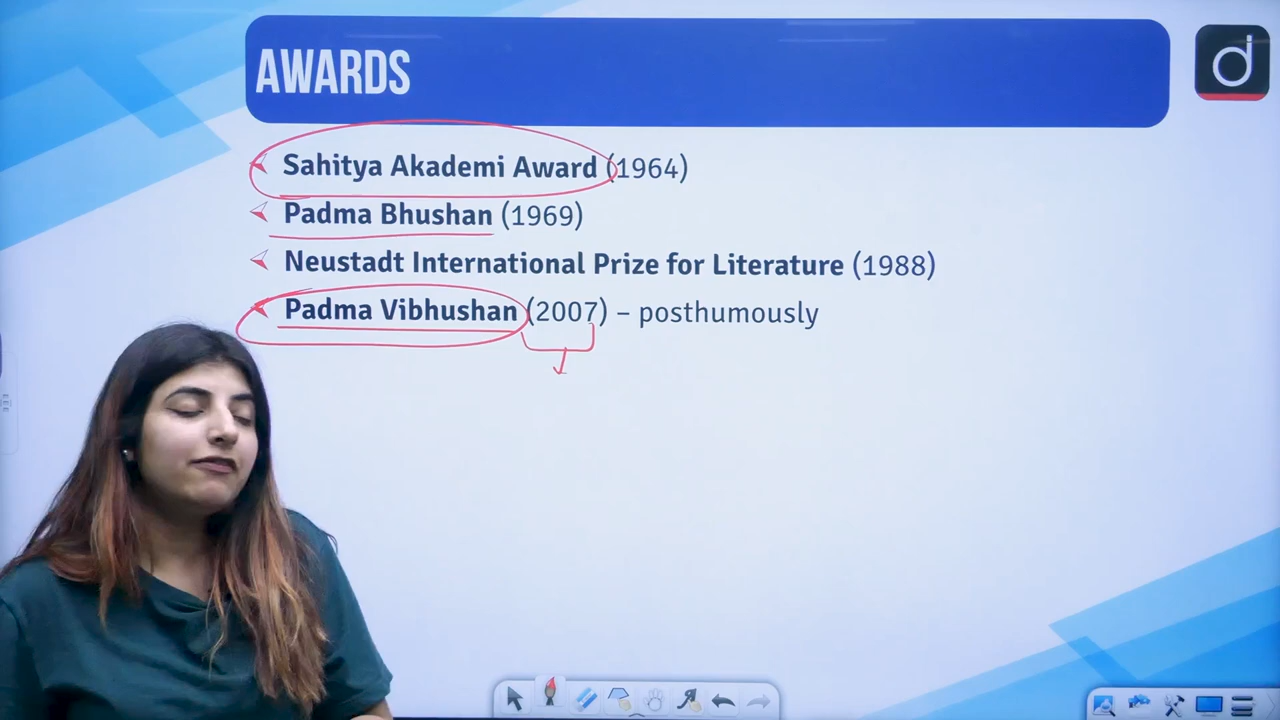 AWARDS
d
Sahitya Akademi Award (1964)
Padma Bhushan (1969)
Neustadt International Prize for Literature (1988)
Padma Vibhushan (2007) – posthumously